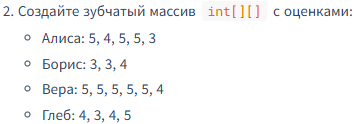 2. Создайте зубчатый массив int[][] с оценками:
Алиса: 5, 4, 5, 5, 3
Борис: 3, 3, 4
Вера: 5, 5, 5, 5, 5, 4
Глеб: 4, 3, 4, 5